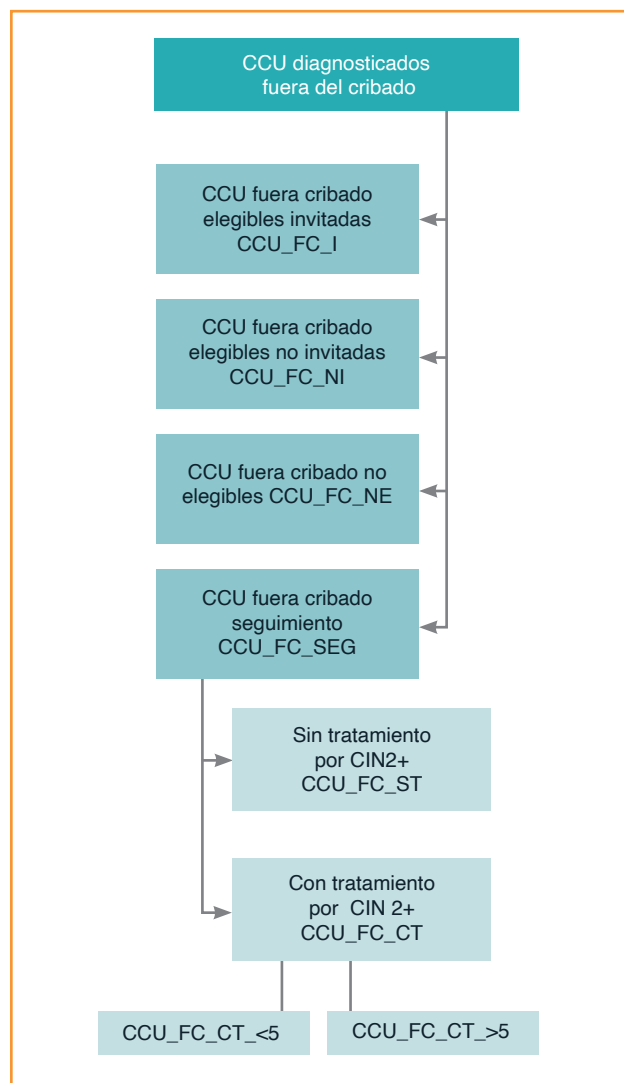 CCU diagnosticados
fuera del cribado
CCU fuera cribado
elegibles invitadas
CCU_FC_I
CCU fuera cribado
elegibles no invitadas
CCU_FC_NI
CCU fuera cribado no
elegibles CCU_FC_NE
CCU fuera cribado
seguimiento
CCU_FC_SEG
Sin tratamiento
por CIN2+
CCU_FC_ST
Con tratamiento
por CIN 2+
CCU_FC_CT
CCU_FC_CT_<5
CCU_FC_CT_>5